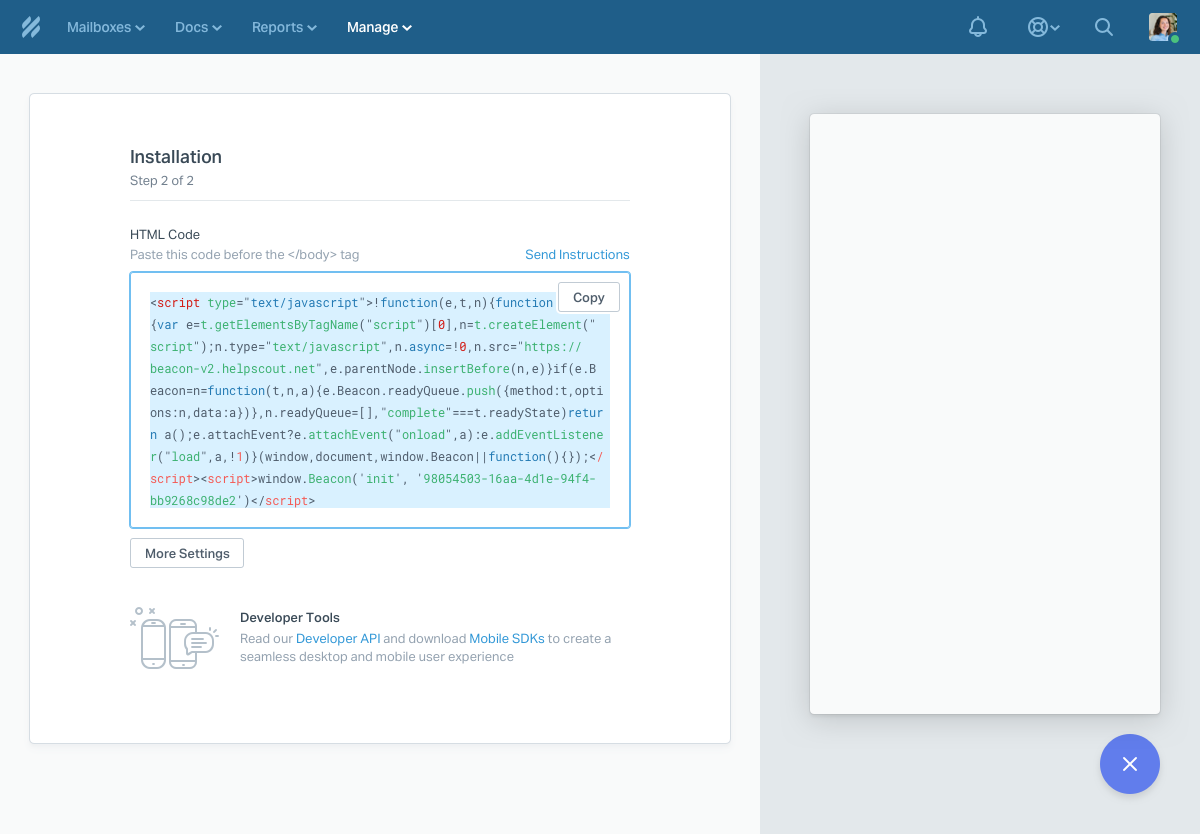 Mailboxes Docs Reports Manage
Installation
Step 2 of 2
HTML Code
Paste this code before the </body> tag Send Instructions
Copy
<script type="text/javascript">!function(e,t,n){function
{var e=t.getElementsByTagName("script")[0],n=t.createElement("
script");n.type="text/javascript",n.async=!0,n.src="https://
beacon-v2.helpscout.net",e.parentNode.insertBefore(n,e)}if(e.B
eacon=n=function(t,n,a){e.Beacon.readyQueue.push({method:t,opti
ons:n,data:a})},n.readyQueue=[],"complete"===t.readyState)retur
n a();e.attachEvent?e.attachEvent("onload",a):e.addEventListene
r("load",a,!1)}(window,document,window.Beacon||function(){});</
script><script>window.Beacon('init', '98054503-16aa-4d1e-94f4-
bb9268c98de2')</script>
More Settings
Developer Tools
Read our Developer API and download Mobile SDKs to create a
seamless desktop and mobile user experience